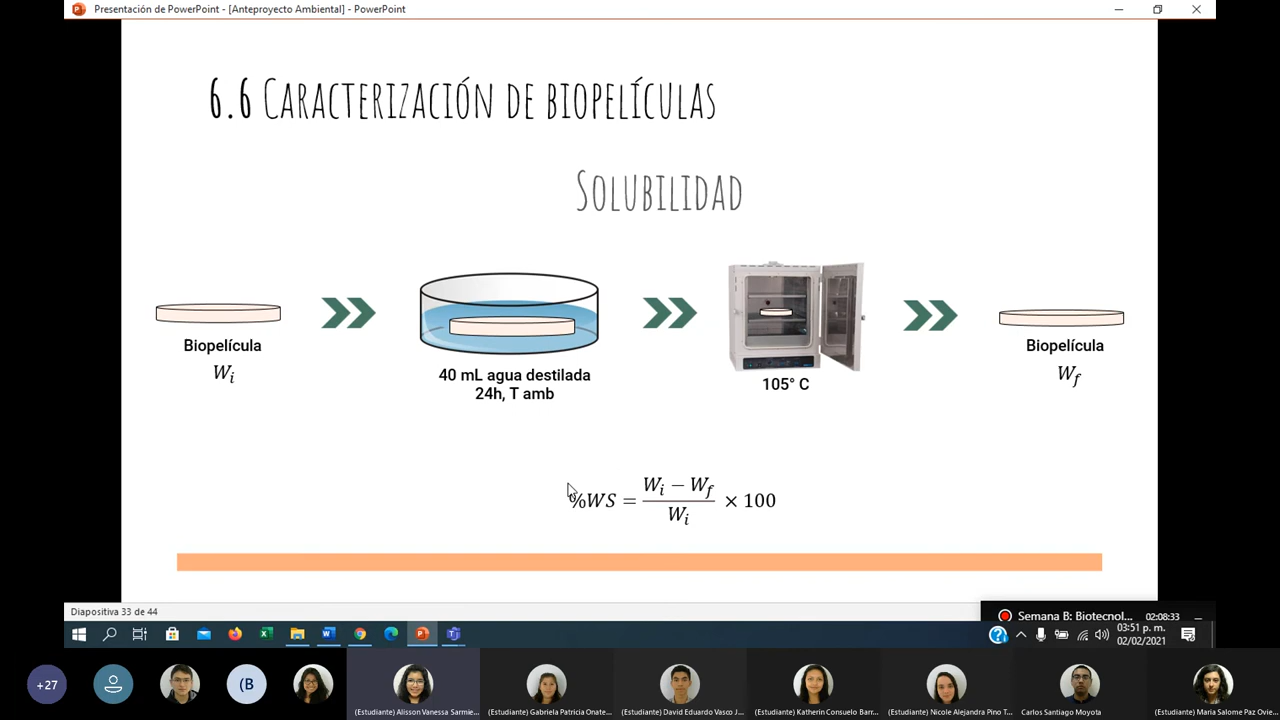 Presentación de PowerPoint - [Anteproyecto Ambiental] - PowerPoint
6.6 Caracterización de biopelículas
Solubilidad
Biopelícula
W_i
40 mL agua destilada
24h, T amb
105° C
Biopelícula
W_f
%WS = (W_i − W_f) / W_i × 100
Diapositiva 33 de 44
Semana B: Biotecnol... 02:08:33
03:51 p. m.
02/02/2021
+27
(B
(Estudiante) Alisson Vanessa Sarmie...
(Estudiante) Gabriela Patricia Onate...
(Estudiante) David Eduardo Vasco J...
(Estudiante) Katherin Consuelo Barr...
(Estudiante) Nicole Alejandra Pino T...
Carlos Santiago Moyota
(Estudiante) Maria Salome Paz Ovie...